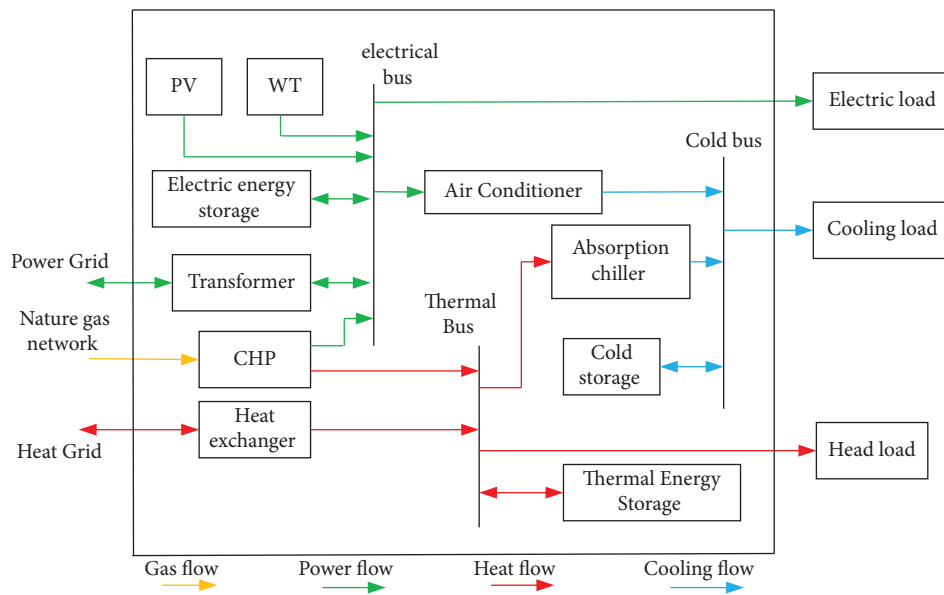 electrical
bus
PV
WT
Electric load
Cold bus
Electric energy
storage
Air Conditioner
Cooling load
Absorption
chiller
Power Grid
Transformer
Thermal
Bus
Nature gas
network
CHP
Cold
storage
Heat
exchanger
Heat Grid
Head load
Thermal Energy
Storage
Gas flow
Power flow
Heat flow
Cooling flow